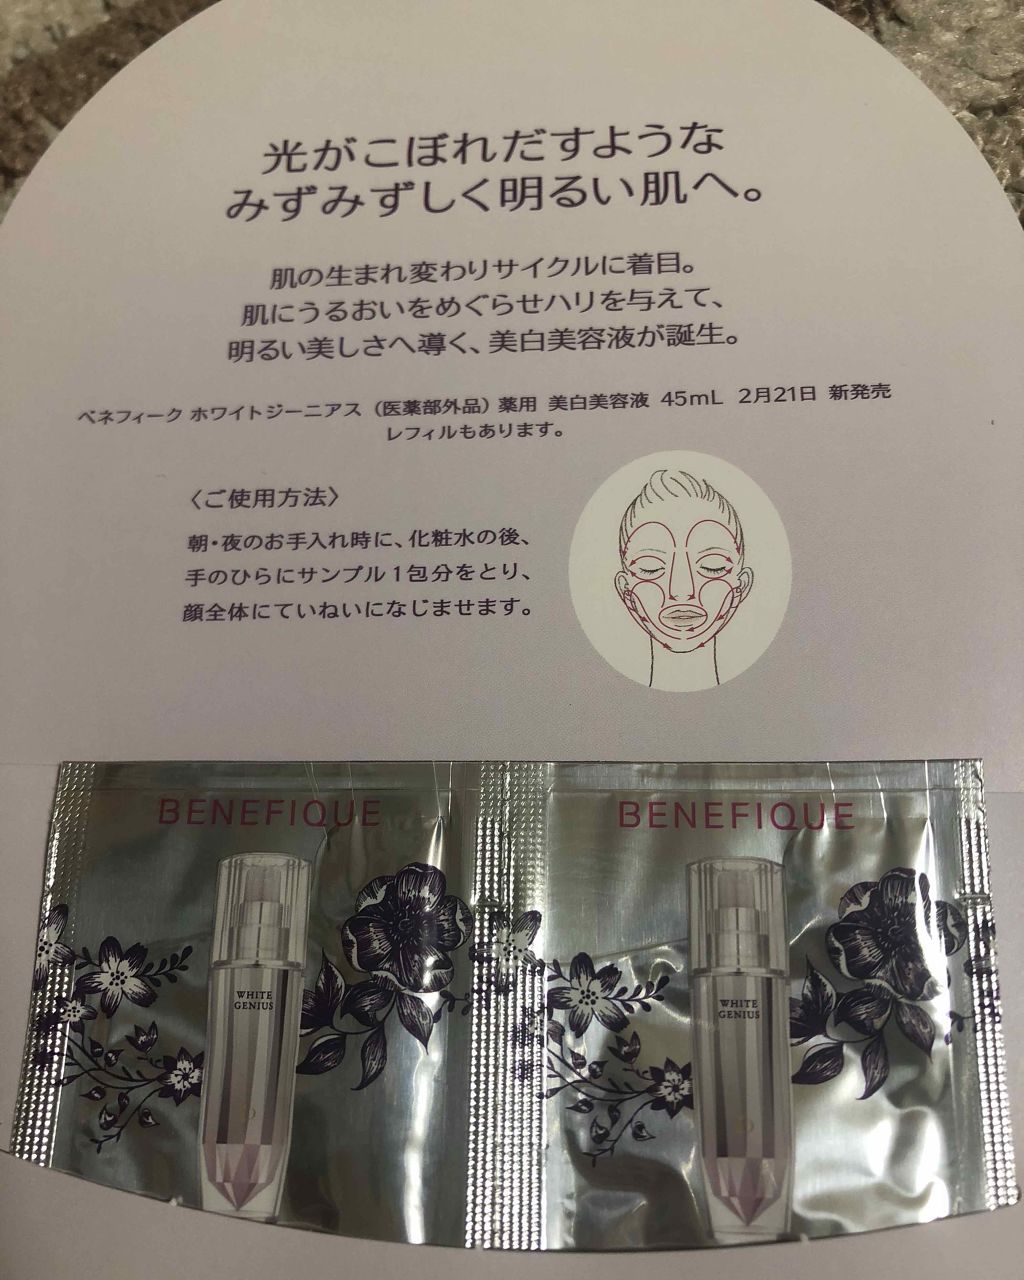 光がこぼれだすような
みずみずしく明るい肌へ。
肌の生まれ変わりサイクルに着目。
肌にうるおいをめぐらせハリを与えて、
明るい美しさへ導く、美白美容液が誕生。
ベネフィーク ホワイトジーニアス（医薬部外品）薬用 美白美容液 45mL 2月21日 新発売
レフィルもあります。
〈ご使用方法〉
朝・夜のお手入れ時に、化粧水の後、
手のひらにサンプル1包分をとり、
顔全体にていねいになじませます。
BENEFIQUE
WHITE
GENIUS
BENEFIQUE
WHITE
GENIUS